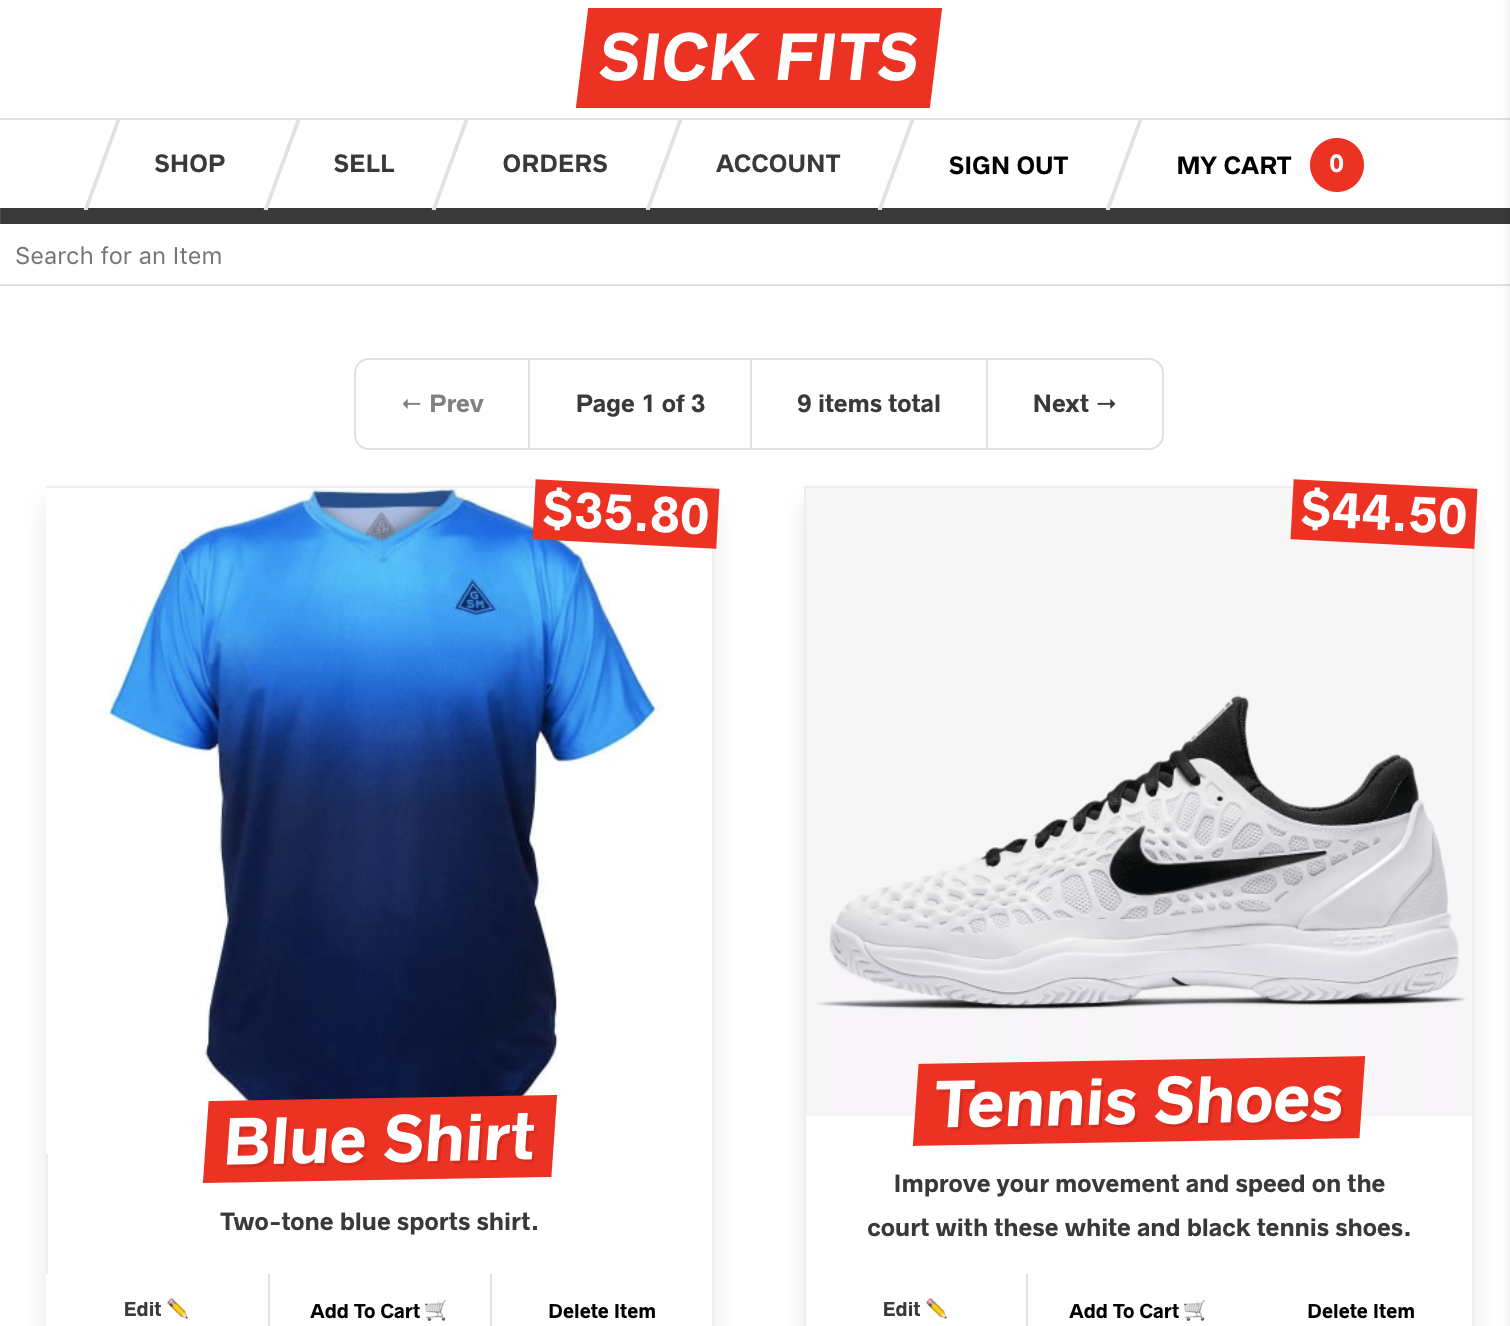 SICK FITS
SHOP SELL ORDERS ACCOUNT SIGN OUT MY CART 0
Search for an Item
← Prev Page 1 of 3 9 items total Next →
$35.80
GSM
Blue Shirt
Two-tone blue sports shirt.
Edit ✏️ Add To Cart 🛒 Delete Item
$44.50
ZOOM
Tennis Shoes
Improve your movement and speed on the
court with these white and black tennis shoes.
Edit ✏️ Add To Cart 🛒 Delete Item